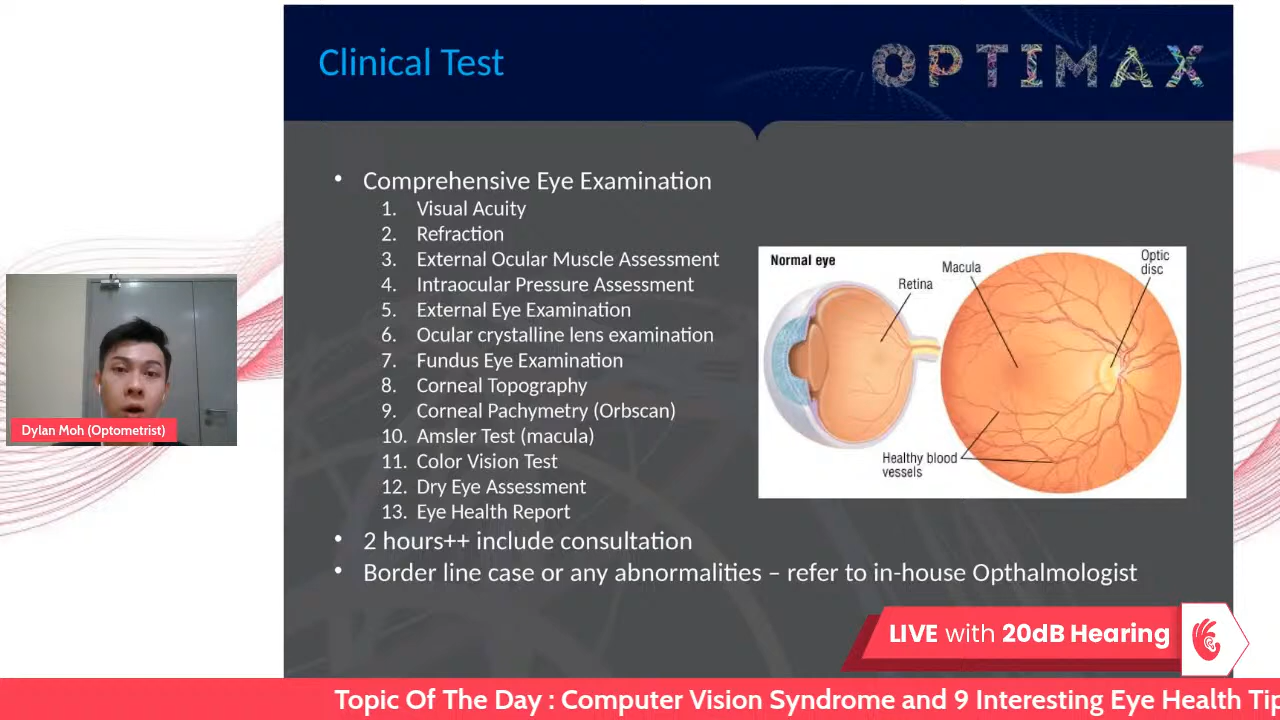 Clinical Test
OPTIMAX
• Comprehensive Eye Examination
1. Visual Acuity
2. Refraction
3. External Ocular Muscle Assessment
4. Intraocular Pressure Assessment
5. External Eye Examination
6. Ocular crystalline lens examination
7. Fundus Eye Examination
8. Corneal Topography
9. Corneal Pachymetry (Orbscan)
10. Amsler Test (macula)
11. Color Vision Test
12. Dry Eye Assessment
13. Eye Health Report
• 2 hours++ include consultation
• Border line case or any abnormalities – refer to in-house Opthalmologist
Normal eye
Retina
Macula
Optic
disc
Healthy blood
vessels
Dylan Moh (Optometrist)
LIVE with 20dB Hearing
Topic Of The Day : Computer Vision Syndrome and 9 Interesting Eye Health Tip